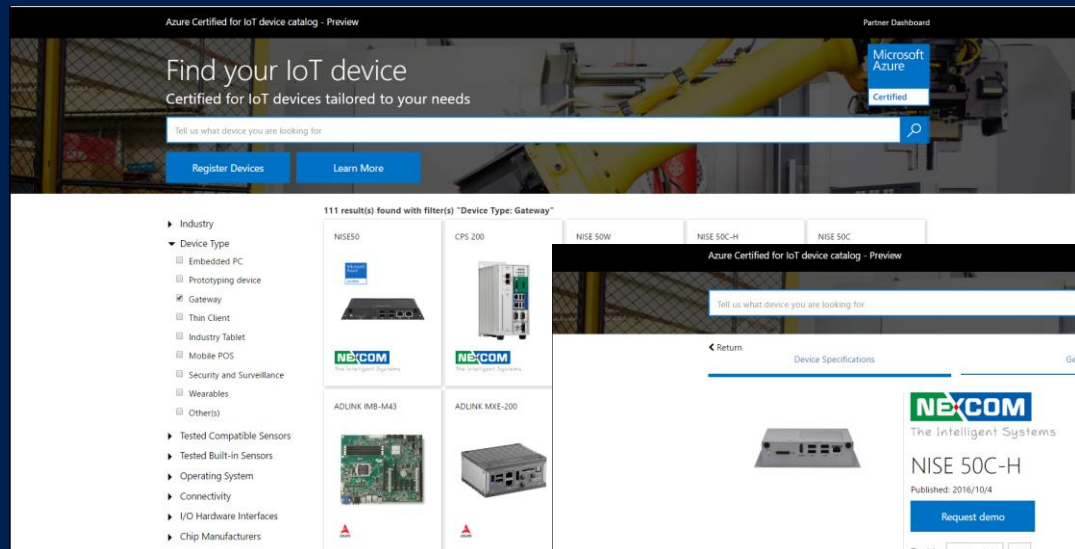 Azure Certified for IoT device catalog - Preview
Partner Dashboard
Find your IoT device
Certified for IoT devices tailored to your needs
Microsoft
Azure
Certified
Tell us what device you are looking for
Register Devices
Learn More
111 result(s) found with filter(s) "Device Type: Gateway"
Industry
Device Type
Embedded PC
Prototyping device
Gateway
Thin Client
Industry Tablet
Mobile POS
Security and Surveillance
Wearables
Other(s)
Tested Compatible Sensors
Tested Built-in Sensors
Operating System
Connectivity
I/O Hardware Interfaces
Chip Manufacturers
NISE50
CPS 200
NISE 50W
NISE 50C-H
NISE 50C
NEXCOM
The Intelligent Systems
NEXCOM
The Intelligent Systems
ADLINK IMB-M43
ADLINK MXE-200
Azure Certified for IoT device catalog - Preview
Tell us what device you are looking for
Return
Device Specifications
NEXCOM
The Intelligent Systems
NISE 50C-H
Published: 2016/10/4
Request demo